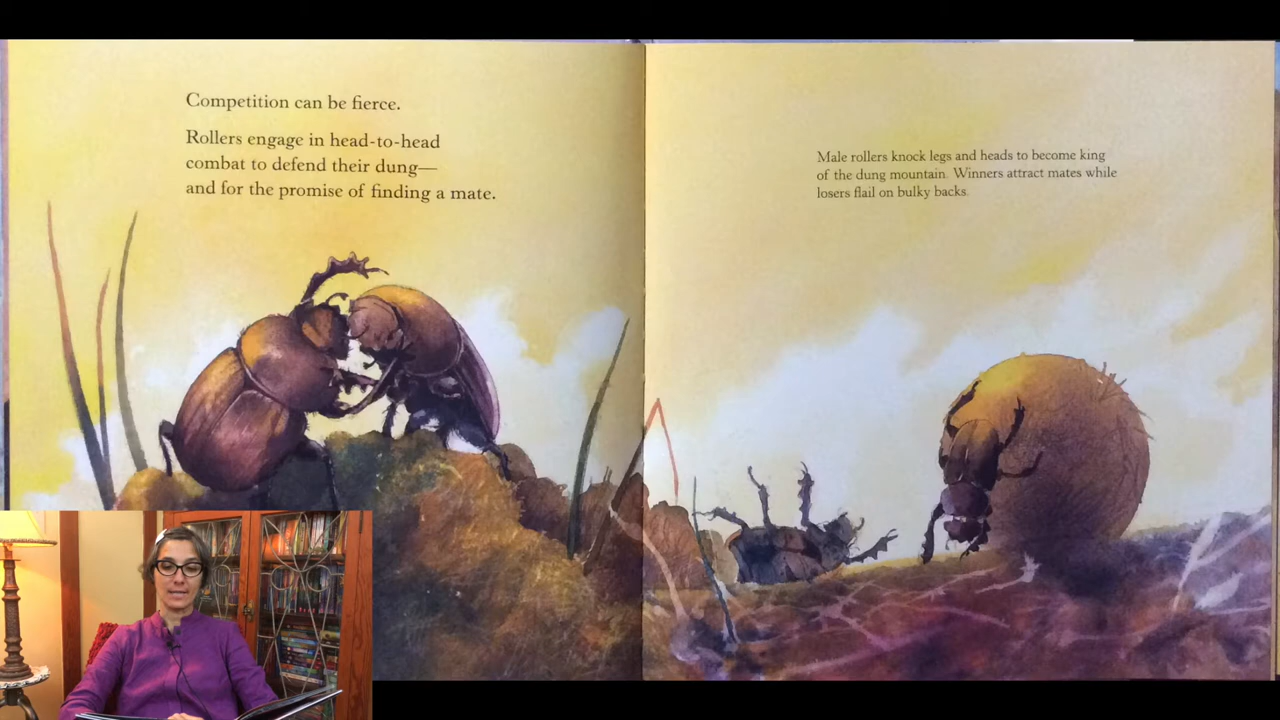 Competition can be fierce.
Rollers engage in head-to-head
combat to defend their dung—
and for the promise of finding a mate.
Male rollers knock legs and heads to become king
of the dung mountain. Winners attract mates while
losers flail on bulky backs.